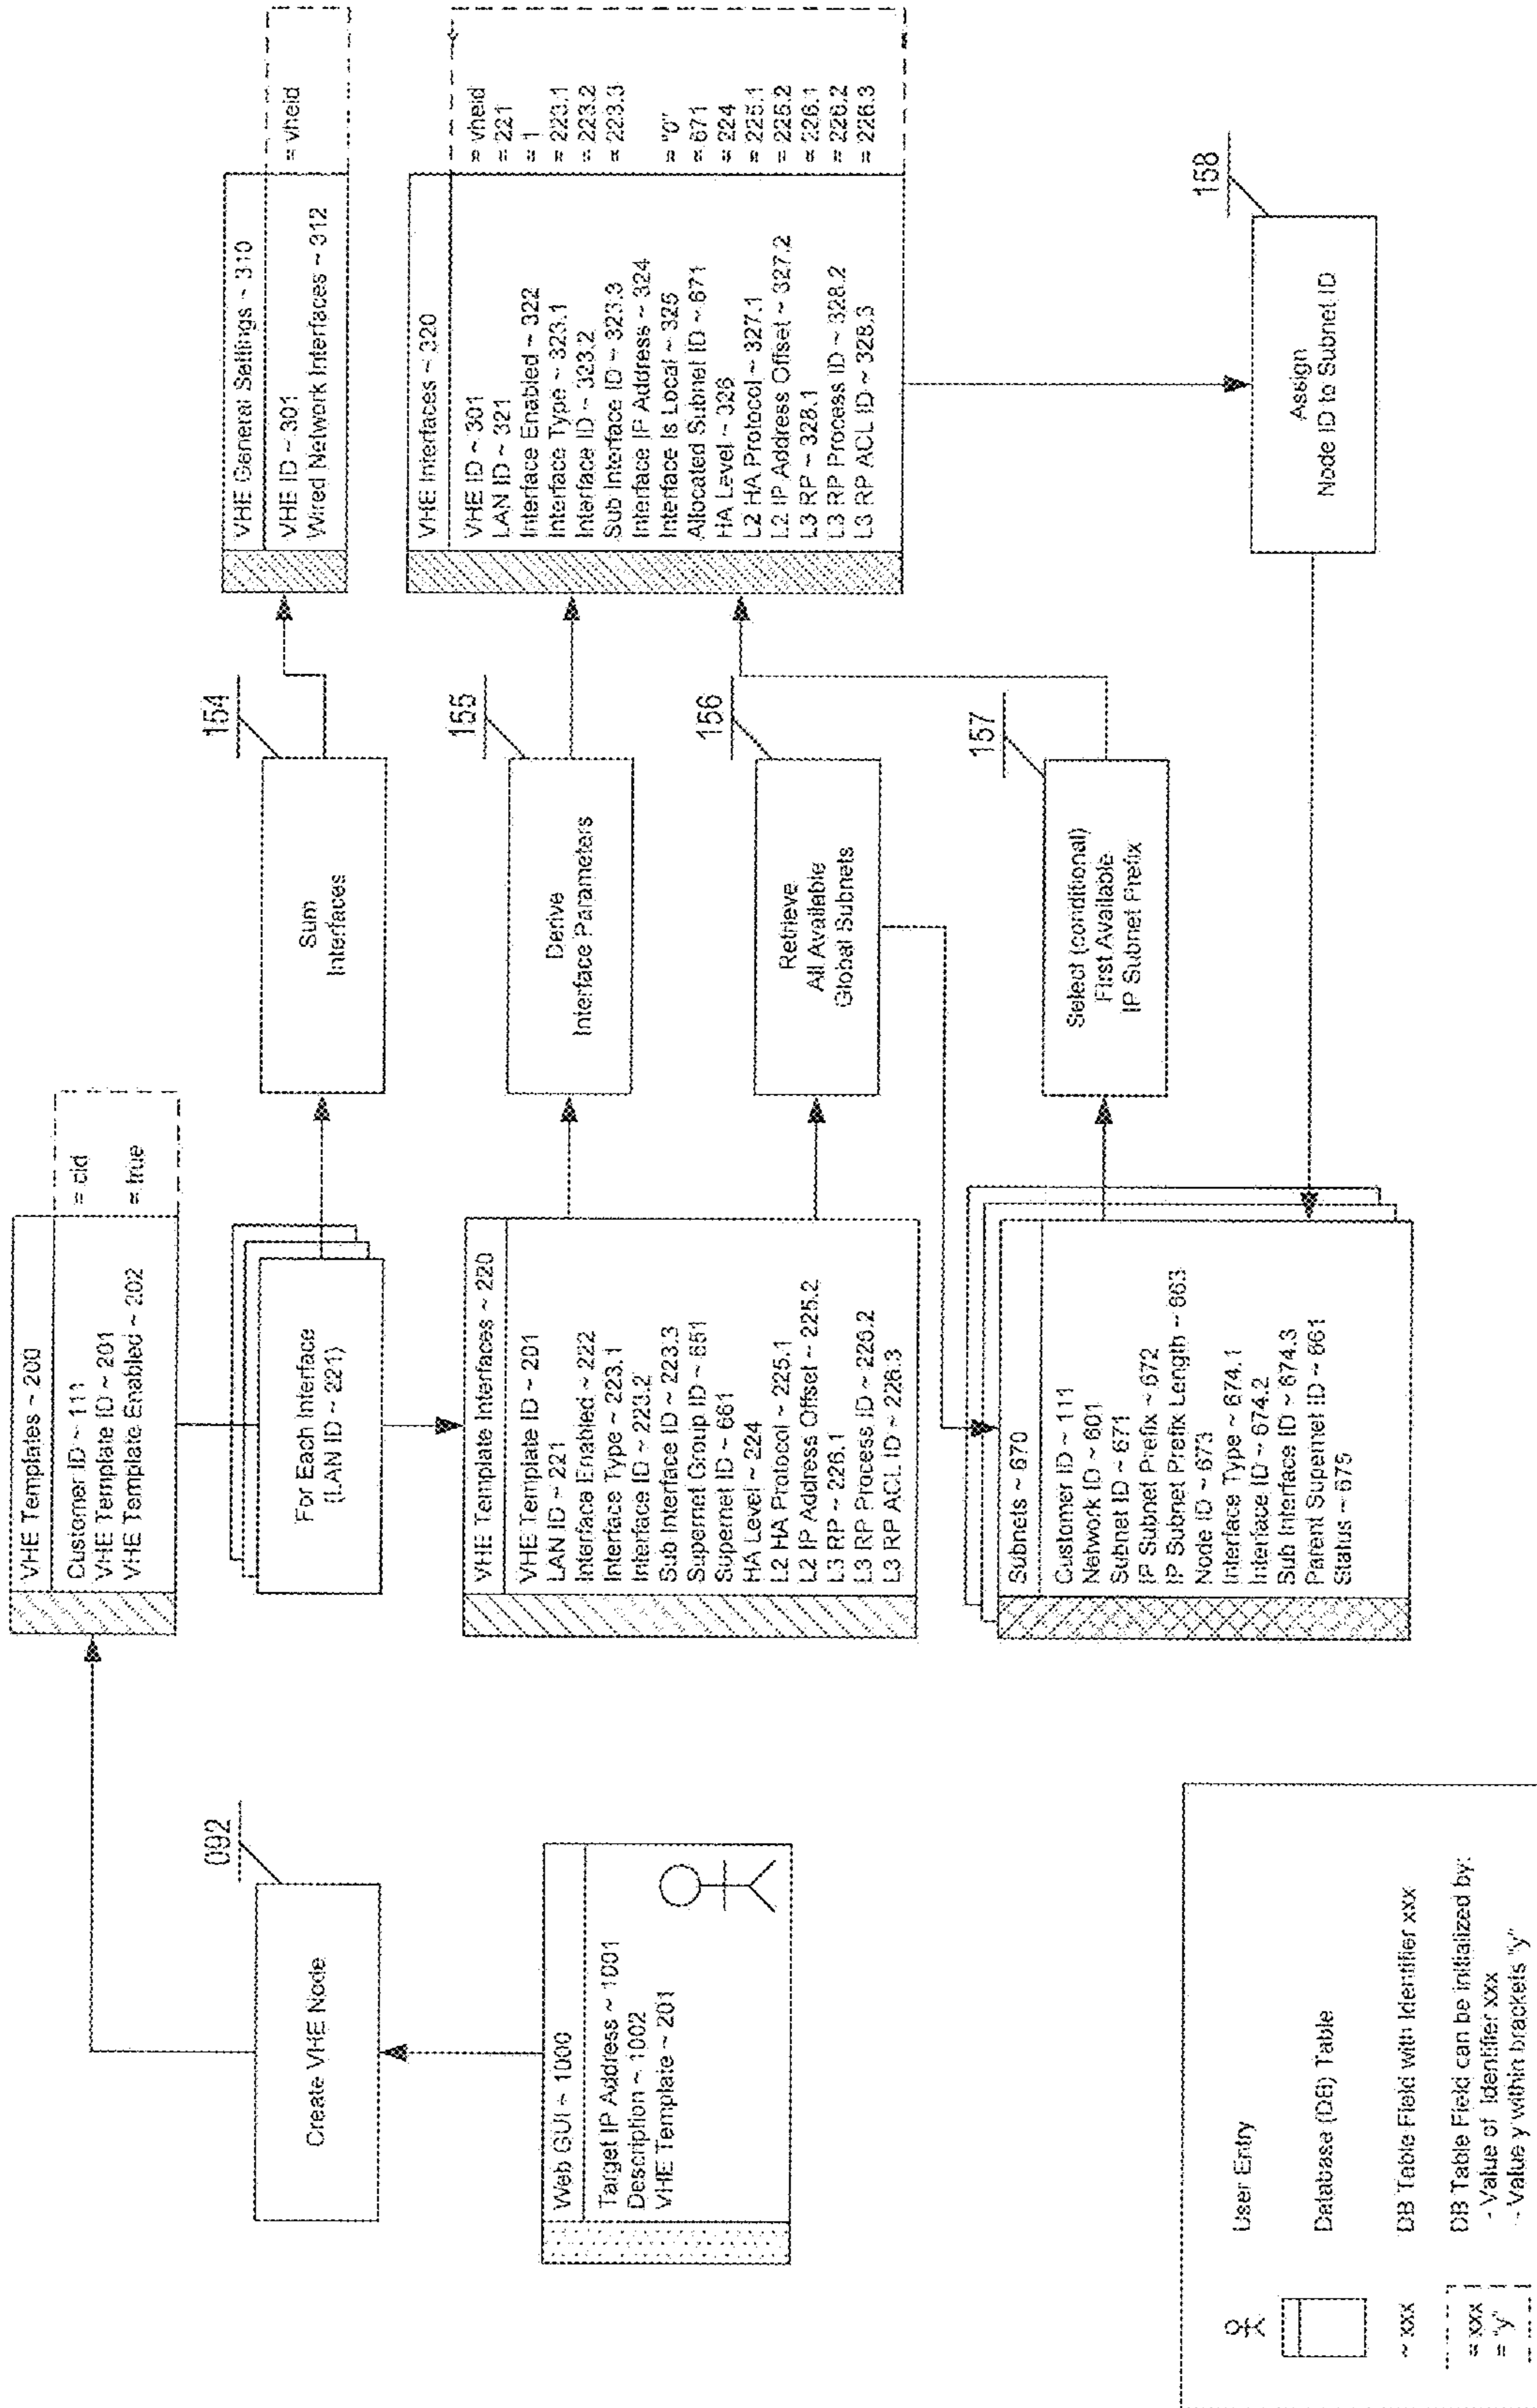 VHE Templates ~ 200
Customer ID ~ 111
= cid
VHE Template ID ~ 201
VHE Template Enabled ~ 202
= true
VHE General Settings ~ 310
VHE ID ~ 301
= vheid
Wired Network Interfaces ~ 312
154
Sum
Interfaces
For Each Interface
(LAN ID ~ 221)
092
Create VHE Node
Web GUI ~ 1000
Target IP Address ~ 1001
Description ~ 1002
VHE Template ~ 201
VHE Template Interfaces ~ 220
VHE Template ID ~ 201
LAN ID ~ 221
Interface Enabled ~ 222
Interface Type ~ 223.1
Interface ID ~ 223.2
Sub Interface ID ~ 223.3
Supernet Group ID ~ 651
Supernet ID ~ 661
HA Level ~ 224
L2 HA Protocol ~ 225.1
L2 IP Address Offset ~ 225.2
L3 RP ~ 226.1
L3 RP Process ID ~ 226.2
L3 RP ACL ID ~ 226.3
155
Derive
Interface Parameters
156
Retrieve
All Available
Global Subnets
157
Select (conditional)
First Available
IP Subnet Prefix
VHE Interfaces ~ 320
VHE ID ~ 301
= vheid
LAN ID ~ 321
= 221
Interface Enabled ~ 322
= 1
Interface Type ~ 323.1
= 223.1
Interface ID ~ 323.2
= 223.2
Sub Interface ID ~ 323.3
= 223.3
Interface IP Address ~ 324
Interface Is Local ~ 325
= "0"
Allocated Subnet ID ~ 671
= 671
HA Level ~ 326
= 224
L2 HA Protocol ~ 327.1
= 225.1
L2 IP Address Offset ~ 327.2
= 225.2
L3 RP ~ 328.1
= 226.1
L3 RP Process ID ~ 328.2
= 226.2
L3 RP ACL ID ~ 328.3
= 226.3
158
Assign
Node ID to Subnet ID
Subnets ~ 670
Customer ID ~ 111
Network ID ~ 601
Subnet ID ~ 671
IP Subnet Prefix ~ 672
IP Subnet Prefix Length ~ 663
Node ID ~ 673
Interface Type ~ 674.1
Interface ID ~ 674.2
Sub Interface ID ~ 674.3
Parent Supernet ID ~ 661
Status ~ 675
User Entry
Database (DB) Table
~ xxx
DB Table Field with Identifier xxx
= xxx
= "y"
DB Table Field can be initialized by:
- Value of Identifier xxx
- Value y within brackets "y"